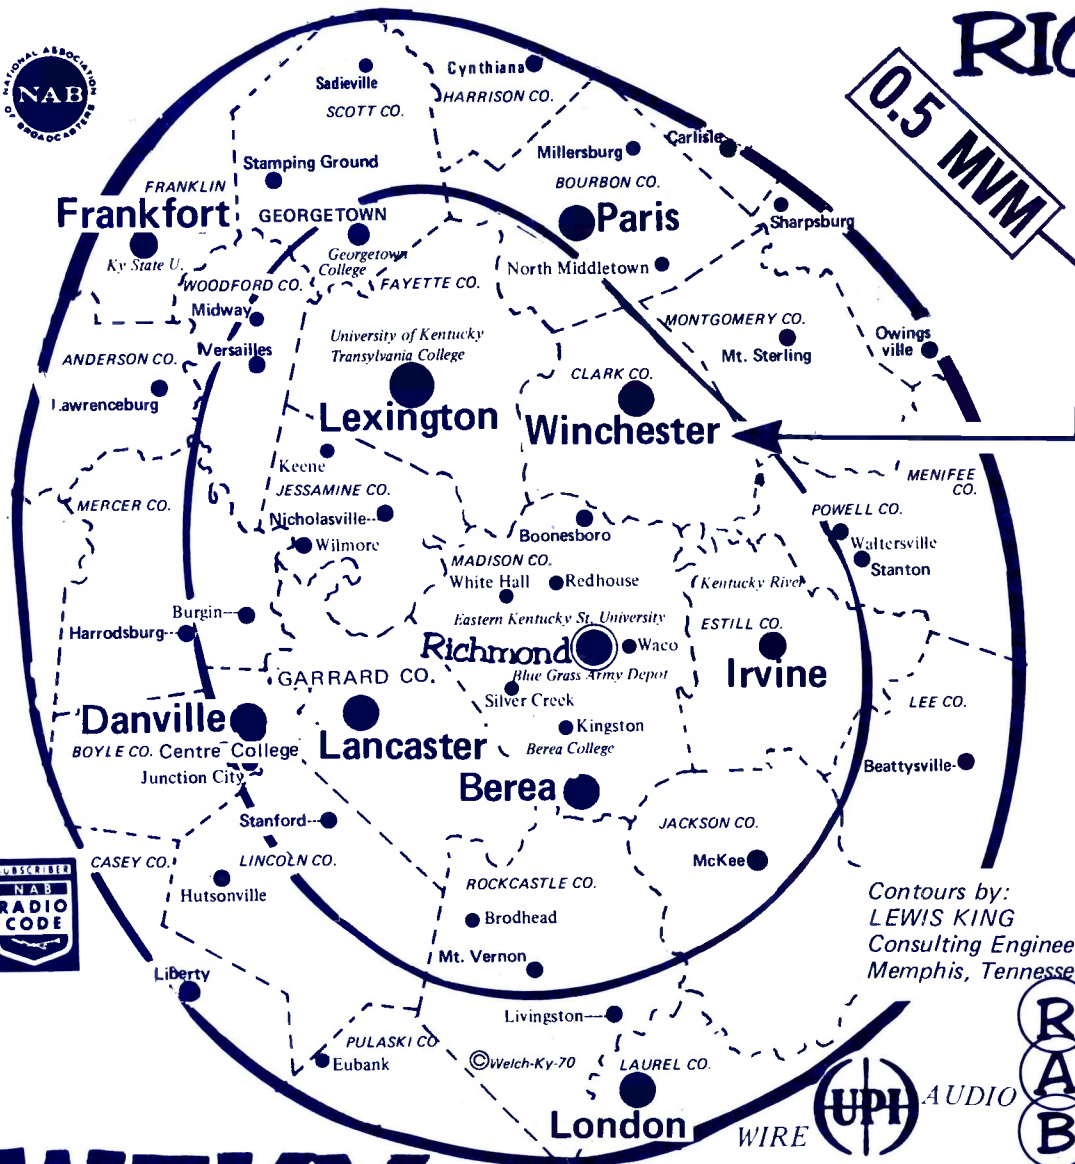 NATIONAL ASSOCIATION
NAB
OF BROADCASTERS
RIC
0.5 MVM
Sadieville
SCOTT CO.
Cynthiana
HARRISON CO.
Carlisle
Millersburg
BOURBON CO.
Stamping Ground
FRANKLIN
Frankfort
Ky State U.
GEORGETOWN
Georgetown
College
Paris
Sharpsburg
North Middletown
WOODFORD CO.
FAYETTE CO.
Midway
MONTGOMERY CO.
Mt. Sterling
Owings
ville
University of Kentucky
Transylvania College
Versailles
ANDERSON CO.
Lawrenceburg
CLARK CO.
Lexington
Winchester
Keene
JESSAMINE CO.
MENIFEE
CO.
MERCER CO.
Nicholasville--
POWELL CO.
Wilmore
Boonesboro
Waltersville
Stanton
MADISON CO.
White Hall
Redhouse
Kentucky River
Burgin--
Harrodsburg--
Eastern Kentucky St. University
ESTILL CO.
Richmond
Waco
Irvine
GARRARD CO.
Blue Grass Army Depot
Silver Creek
LEE CO.
Danville
Lancaster
Kingston
BOYLE CO. Centre College
Berea College
Junction City
Beattysville-
Berea
Stanford--
JACKSON CO.
McKee
CASEY CO.
LINCOLN CO.
Hutsonville
ROCKCASTLE CO.
Brodhead
Mt. Vernon
SUBSCRIBER
NAB
RADIO
CODE
Contours by:
LEWIS KING
Consulting Enginee
Memphis, Tennesse
Liberty
Livingston—
PULASKI CO
Eubank
©Welch-Ky-70
LAUREL CO.
London
WIRE
UPI
AUDIO
R
A
B